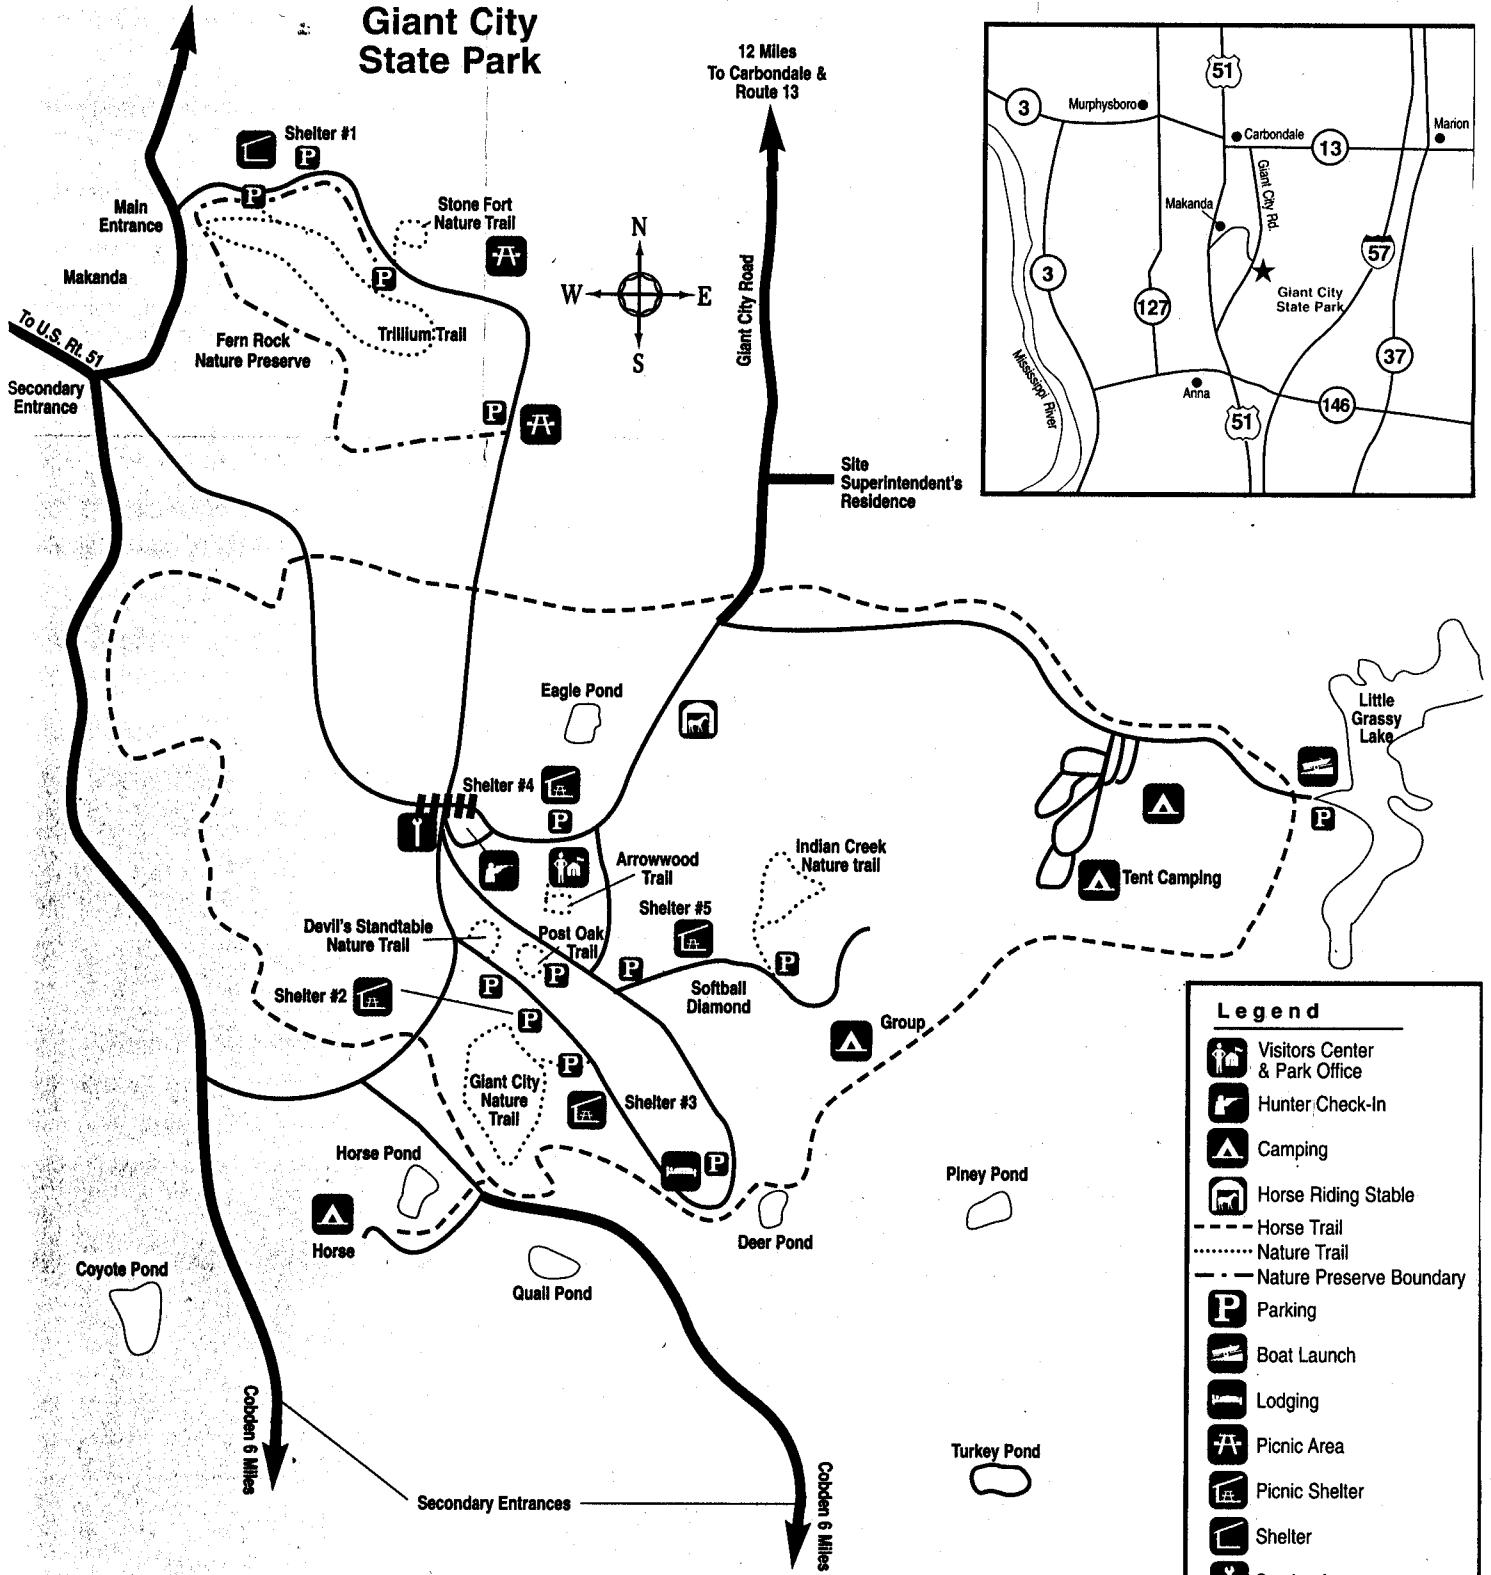 Giant City
State Park
12 Miles
To Carbondale &
Route 13
Shelter #1
P
P
Main
Entrance
Stone Fort
Nature Trail
Makanda
P
To U.S. Rt. 51
Fern Rock
Nature Preserve
Trillium Trail
Secondary
Entrance
P
N
W
E
S
Giant City Road
Site
Superintendent's
Residence
51
3
Murphysboro
Carbondale
Marion
13
Giant City Rd.
Makanda
57
3
127
Giant City
State Park
Mississippi River
37
Anna
146
51
Eagle Pond
Little
Grassy
Lake
Shelter #4
P
P
Arrowwood
Trail
Indian Creek
Nature trail
Tent Camping
Shelter #5
Devil's Standtable
Nature Trail
Post Oak
Trail
P
P
P
P
Shelter #2
Softball
Diamond
P
Group
P
Giant City
Nature
Trail
Shelter #3
Horse Pond
P
Piney Pond
Horse
Deer Pond
Coyote Pond
Quail Pond
Cobden 6 Miles
Turkey Pond
Secondary Entrances
Cobden 6 Miles
Legend
Visitors Center
& Park Office
Hunter Check-In
Camping
Horse Riding Stable
Horse Trail
Nature Trail
Nature Preserve Boundary
P
Parking
Boat Launch
Lodging
Picnic Area
Picnic Shelter
Shelter